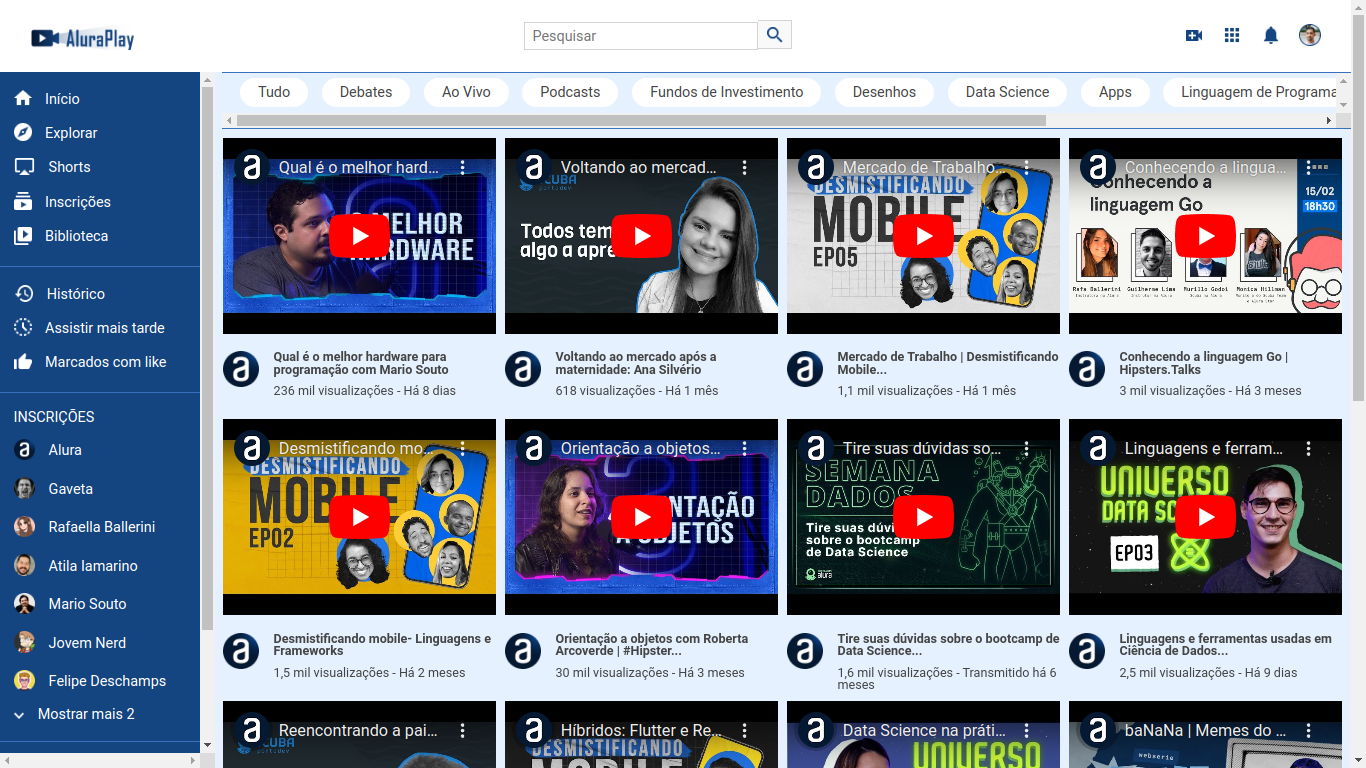 AluraPlay
Pesquisar
Início
Explorar
Shorts
Inscrições
Biblioteca
Histórico
Assistir mais tarde
Marcados com like
INSCRIÇÕES
Alura
Gaveta
Rafaella Ballerini
Atila Iamarino
Mario Souto
Jovem Nerd
Felipe Deschamps
Mostrar mais 2
Tudo
Debates
Ao Vivo
Podcasts
Fundos de Investimento
Desenhos
Data Science
Apps
Linguagem de Programa
Qual é o melhor hard...
MELHOR
HARDWARE
Qual é o melhor hardware para
programação com Mario Souto
236 mil visualizações - Há 8 dias
Voltando ao mercad...
Todos tem
algo a apre
Voltando ao mercado após a
maternidade: Ana Silvério
618 visualizações - Há 1 mês
Mercado de Trabalho...
DESMISTIFICANDO
MOBILE
EP05
Mercado de Trabalho | Desmistificando
Mobile...
1,1 mil visualizações - Há 1 mês
Conhecendo a lingua...
Conhecendo a
linguagem Go
15/02
18h30
Rafa Ballerini
Guilherme Lima
Murillo Godoi
Monica Hillman
Conhecendo a linguagem Go |
Hipsters.Talks
3 mil visualizações - Há 3 meses
Desmistificando mo...
DESMISTIFICANDO
MOBILE
EP02
Desmistificando mobile- Linguagens e
Frameworks
1,5 mil visualizações - Há 2 meses
Orientação a objetos...
ENTAÇÃO
A OBJETOS
Orientação a objetos com Roberta
Arcoverde | #Hipster...
30 mil visualizações - Há 3 meses
Tire suas dúvidas so...
SEMANA
DADOS
Tire suas dúvi
sobre o bootcamp
de Data Science
alura
Tire suas dúvidas sobre o bootcamp de
Data Science...
1,6 mil visualizações - Transmitido há 6
meses
Linguagens e ferram...
UNIVERSO
DATA SC
EP03
Linguagens e ferramentas usadas em
Ciência de Dados...
2,5 mil visualizações - Há 9 dias
Reencontrando a pai...
Híbridos: Flutter e Re...
DESMISTIFICANDO
Data Science na práti...
UNIVERSO
baNaNa | Memos do ...
webserie